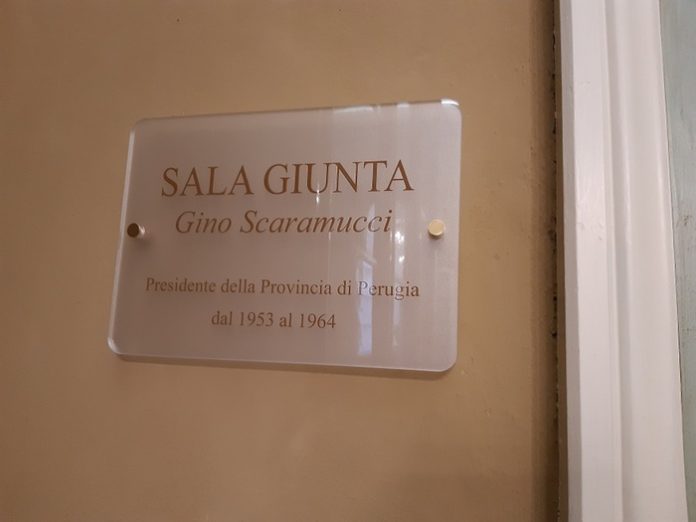 SALA GIUNTA
Gino Scaramucci
Presidente della Provincia di Perugia
dal 1953 al 1964